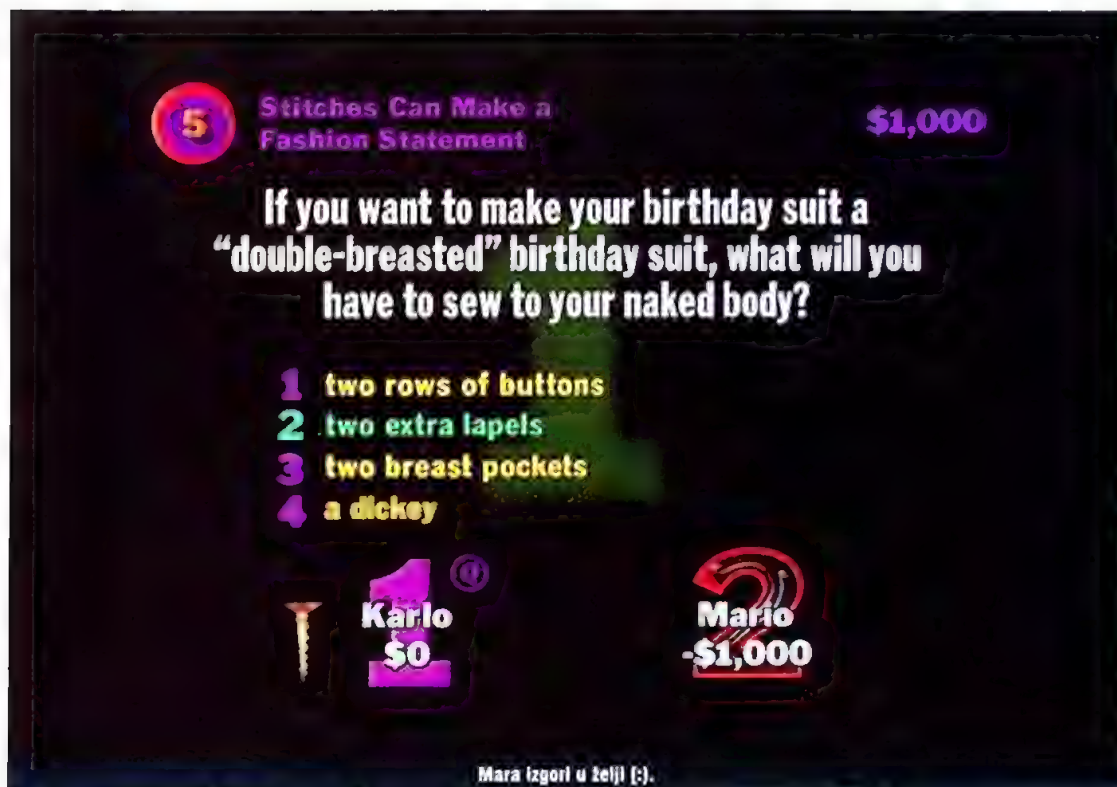 5
Stitches Can Make a
Fashion Statement
$1,000
If you want to make your birthday suit a
“double-breasted” birthday suit, what will you
have to sew to your naked body?
1 two rows of buttons
2 two extra lapels
3 two breast pockets
4 a dickey
1
Karlo
$0
2
Mario
-$1,000
Mara izgori u želji [:).